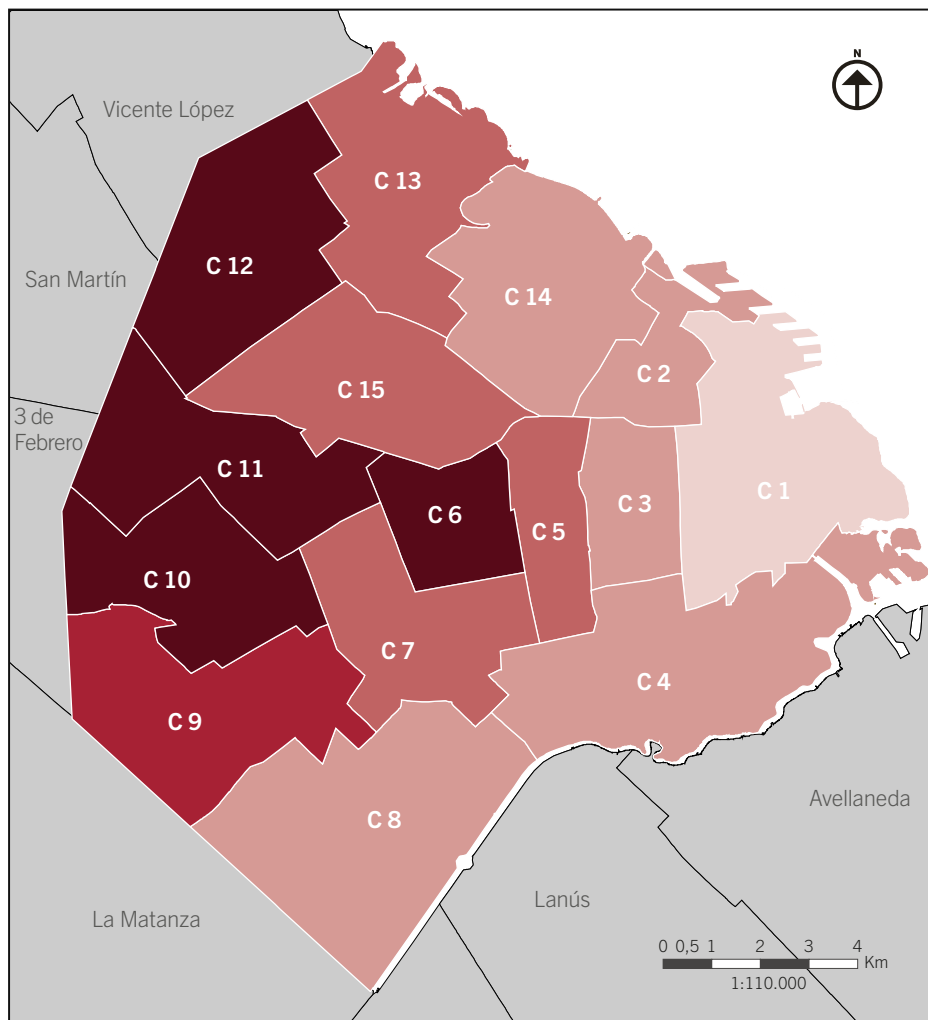 N
Vicente López
C 13
C 12
San Martín
C 14
C 2
C 15
3 de
Febrero
C 11
C 1
C 3
C 6
C 5
C 10
C 7
C 4
C 9
Avellaneda
C 8
Lanús
La Matanza
0 0,5 1 2 3 4
Km
1:110.000